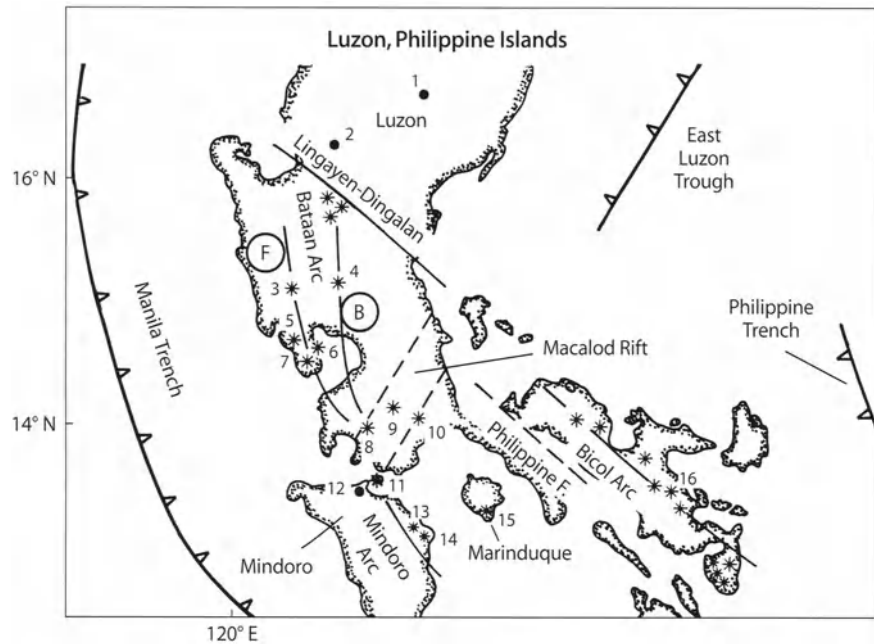 Luzon, Philippine Islands
1
Luzon
2
East
Luzon
Trough
16° N
Lingayen-Dingalan
Bataan Arc
F
4
3
B
Manila Trench
Philippine
Trench
5
6
7
Macalod Rift
14° N
8
9
10
Philippine F.
Bicol Arc
16
11
12
13
14
15
Marinduque
Mindoro
Mindoro
Arc
120° E